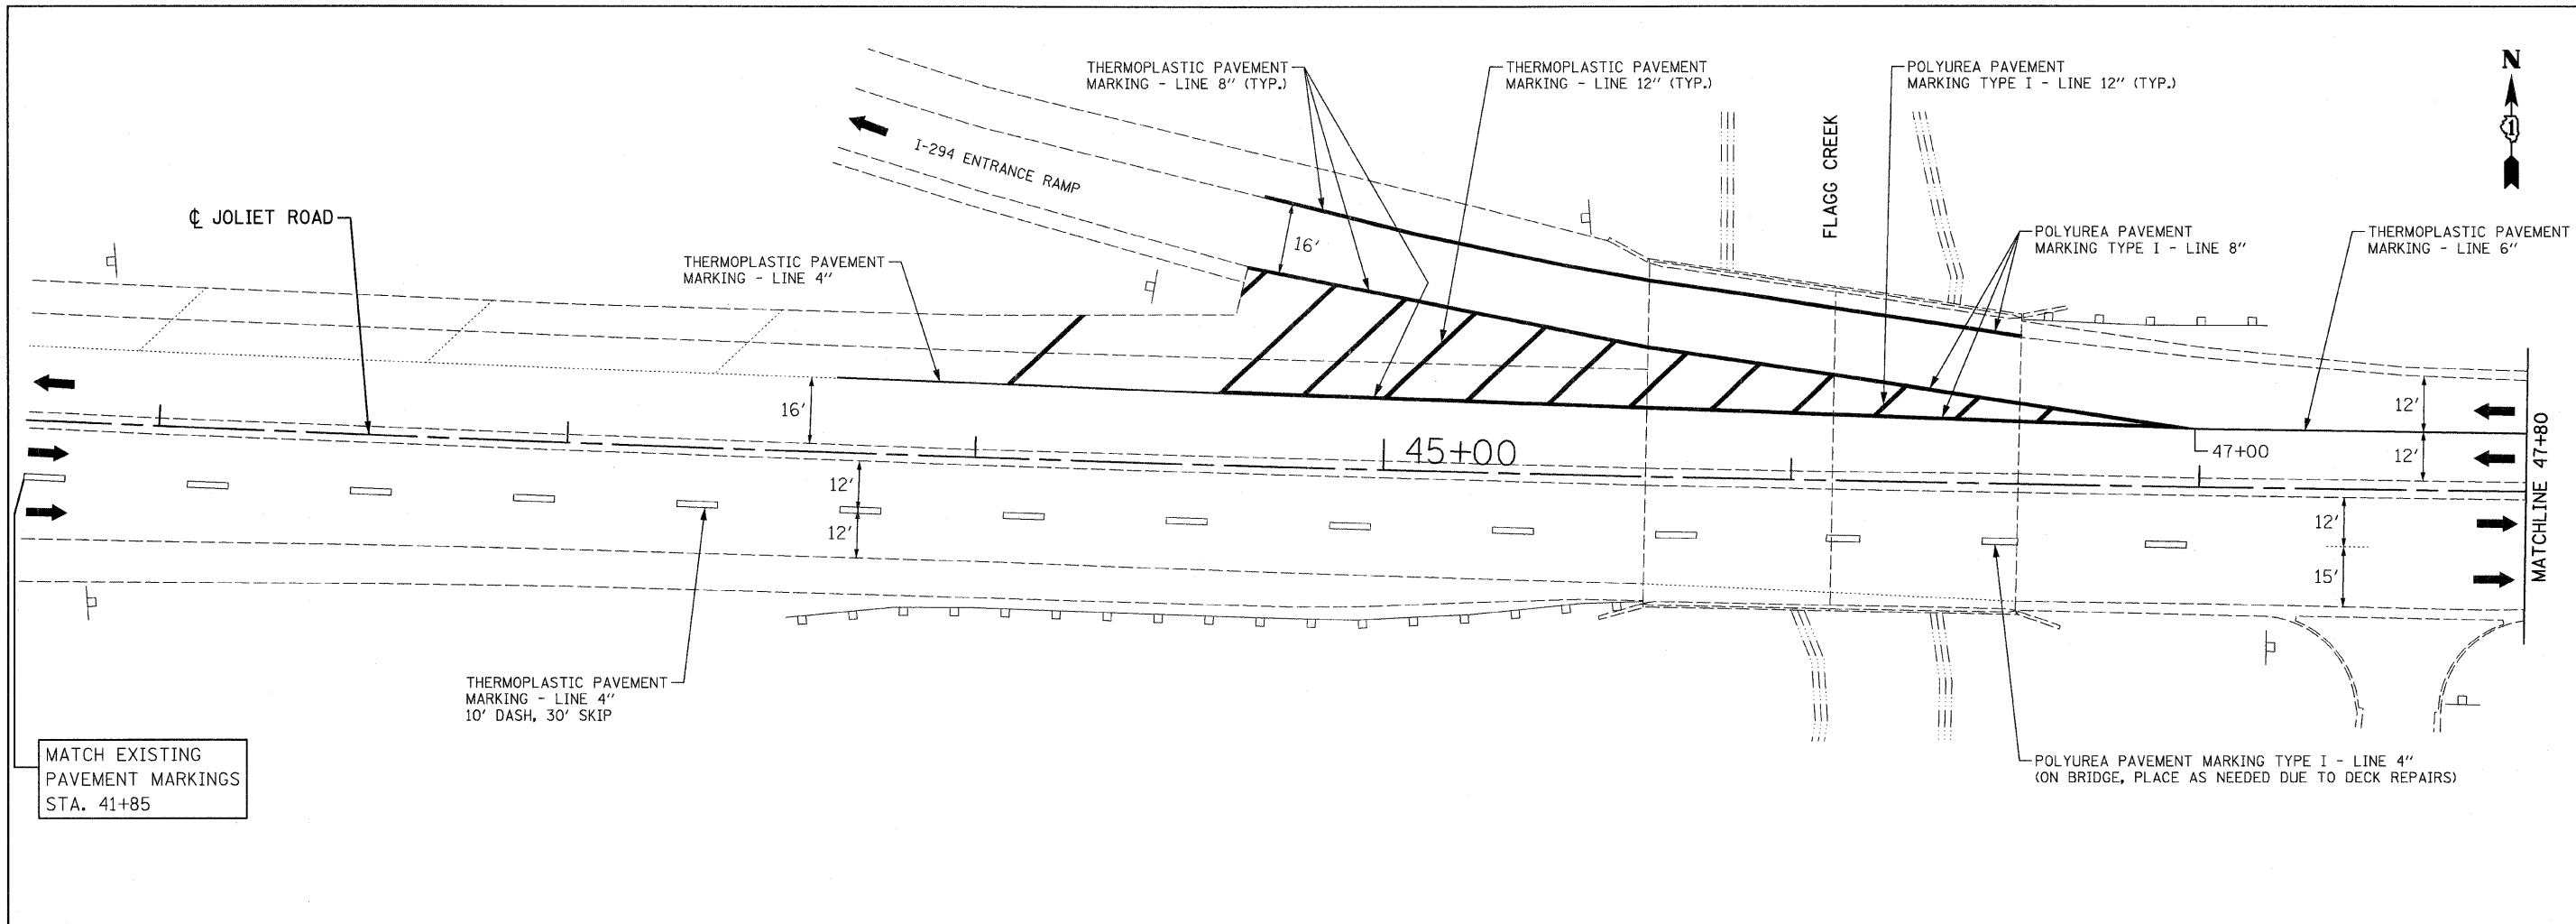 THERMOPLASTIC PAVEMENT
MARKING - LINE 8" (TYP.)
THERMOPLASTIC PAVEMENT
MARKING - LINE 12" (TYP.)
POLYUREA PAVEMENT
MARKING TYPE I - LINE 12" (TYP.)
N
1
FLAGG CREEK
I-294 ENTRANCE RAMP
℄ JOLIET ROAD
16'
THERMOPLASTIC PAVEMENT
MARKING - LINE 4"
POLYUREA PAVEMENT
MARKING TYPE I - LINE 8"
THERMOPLASTIC PAVEMENT
MARKING - LINE 6"
16'
12'
12'
45+00
47+00
MATCHLINE 47+80
12'
12'
12'
15'
THERMOPLASTIC PAVEMENT
MARKING - LINE 4"
10' DASH, 30' SKIP
MATCH EXISTING
PAVEMENT MARKINGS
STA. 41+85
POLYUREA PAVEMENT MARKING TYPE I - LINE 4"
(ON BRIDGE, PLACE AS NEEDED DUE TO DECK REPAIRS)